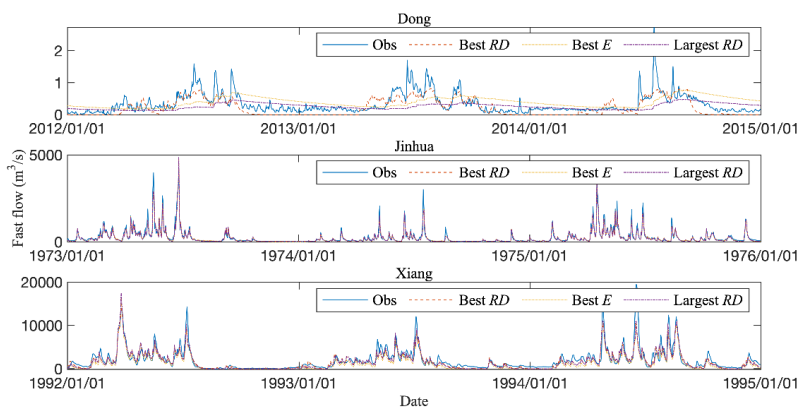 Dong
Obs Best RD Best E Largest RD
2
1
0
2012/01/01 2013/01/01 2014/01/01 2015/01/01
Jinhua
5000
Obs Best RD Best E Largest RD
Fast flow (m³/s)
0
1973/01/01 1974/01/01 1975/01/01 1976/01/01
Xiang
20000
Obs Best RD Best E Largest RD
10000
0
1992/01/01 1993/01/01 1994/01/01 1995/01/01
Date